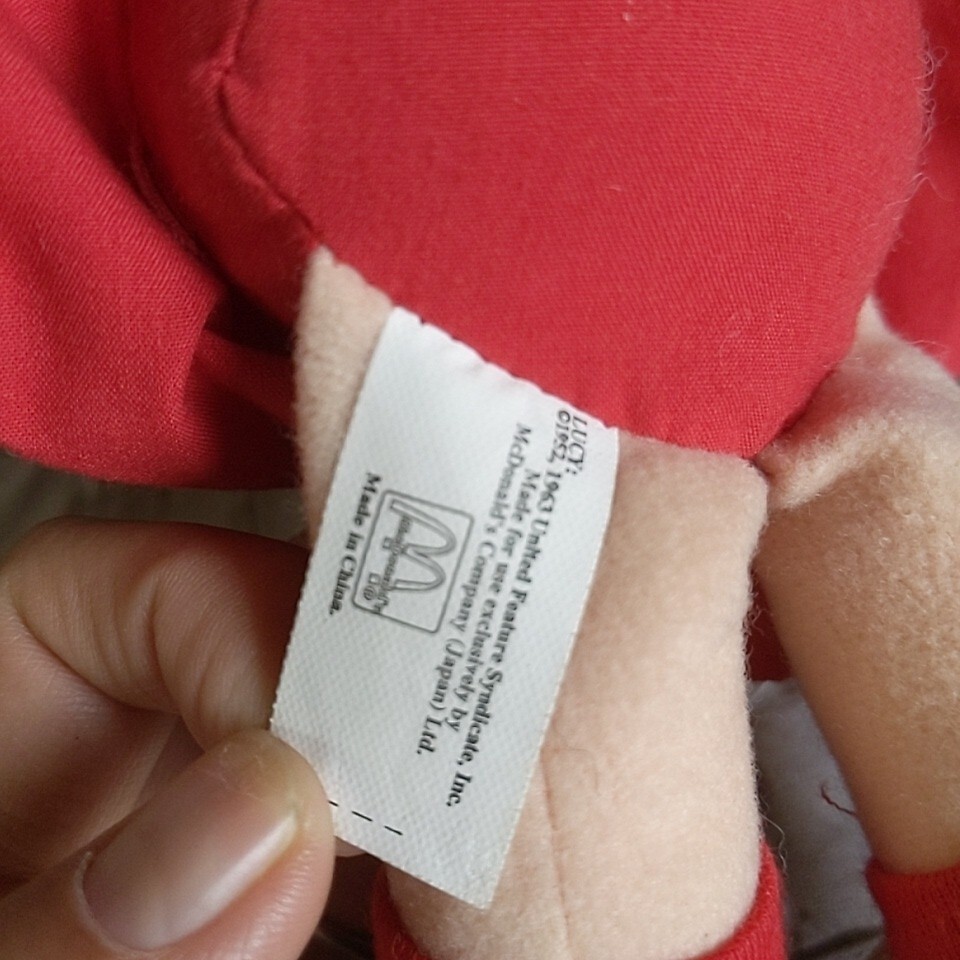 LUCY:
©1952, 1963 United Feature Syndicate, Inc.
Made for use exclusively by
McDonald's Company (Japan) Ltd.
McDonald's
Made in China.